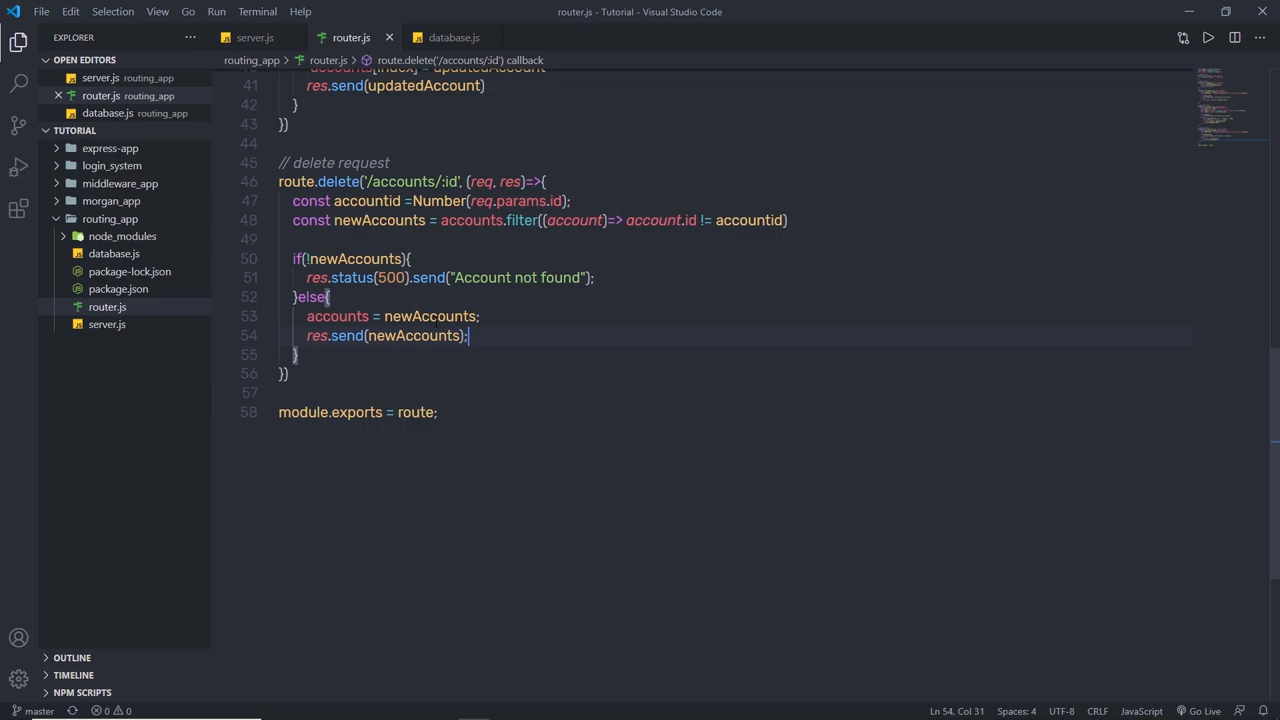 File Edit Selection View Go Run Terminal Help
router.js - Tutorial - Visual Studio Code
EXPLORER
server.js router.js database.js
OPEN EDITORS
server.js routing_app
router.js routing_app
database.js routing_app
TUTORIAL
express-app
login_system
middleware_app
morgan_app
routing_app
node_modules
database.js
package-lock.json
package.json
router.js
server.js
OUTLINE
TIMELINE
NPM SCRIPTS
routing_app router.js route.delete('/accounts/:id') callback
accounts[index] = updatedAccount
41 res.send(updatedAccount)
42 }
43 })
44
45 // delete request
46 route.delete('/accounts/:id', (req, res)=>{
47 const accountid =Number(req.params.id);
48 const newAccounts = accounts.filter((account)=> account.id != accountid)
49
50 if(!newAccounts){
51 res.status(500).send("Account not found");
52 }else{
53 accounts = newAccounts;
54 res.send(newAccounts);
55 }
56 })
57
58 module.exports = route;
master 0 0 Ln 54, Col 31 Spaces: 4 UTF-8 CRLF JavaScript Go Live